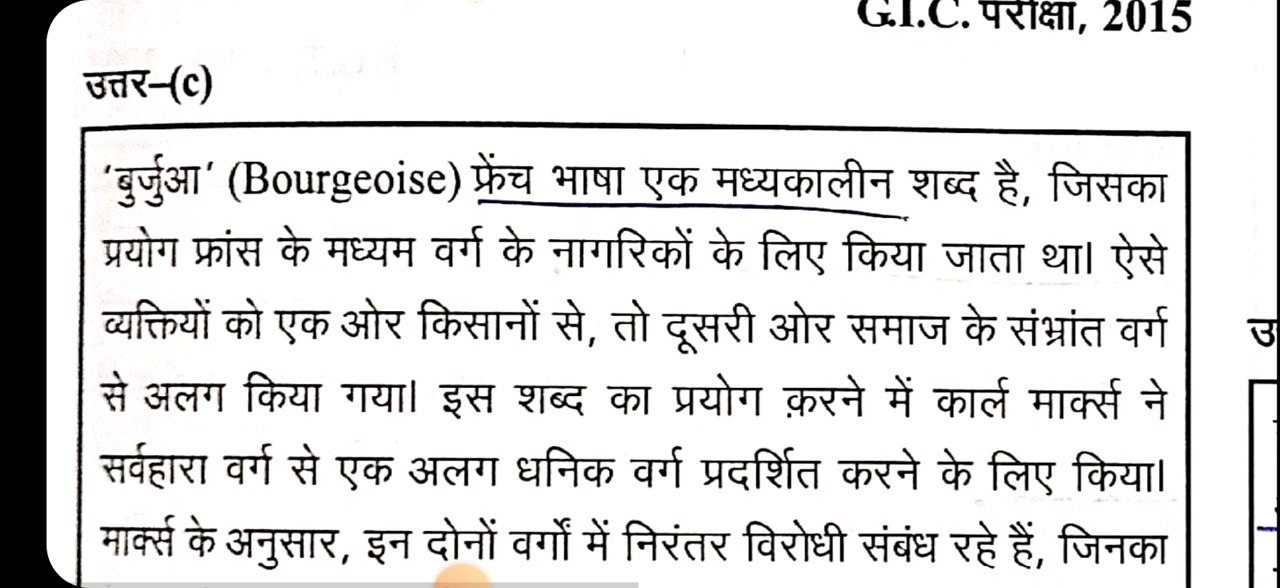 G.I.C. परीक्षा, 2015
उत्तर–(c)
'बुर्जुआ' (Bourgeoise) फ्रेंच भाषा एक मध्यकालीन शब्द है, जिसका
प्रयोग फ्रांस के मध्यम वर्ग के नागरिकों के लिए किया जाता था। ऐसे
व्यक्तियों को एक ओर किसानों से, तो दूसरी ओर समाज के संभ्रांत वर्ग
से अलग किया गया। इस शब्द का प्रयोग क़रने में कार्ल मार्क्स ने
सर्वहारा वर्ग से एक अलग धनिक वर्ग प्रदर्शित करने के लिए किया।
मार्क्स के अनुसार, इन दोनों वर्गों में निरंतर विरोधी संबंध रहे हैं, जिनका
उ